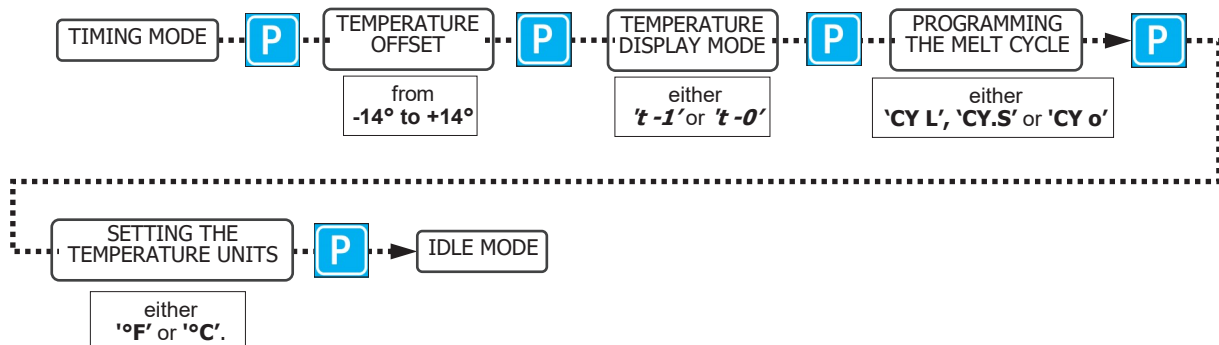 TIMING MODE P TEMPERATURE OFFSET P TEMPERATURE DISPLAY MODE P PROGRAMMING THE MELT CYCLE P
from
-14° to +14°
either
't -1' or 't -0'
either
‘CY L’, ‘CY.S’ or 'CY o’
SETTING THE
TEMPERATURE UNITS
P
IDLE MODE
either
'°F’ or '°C’.